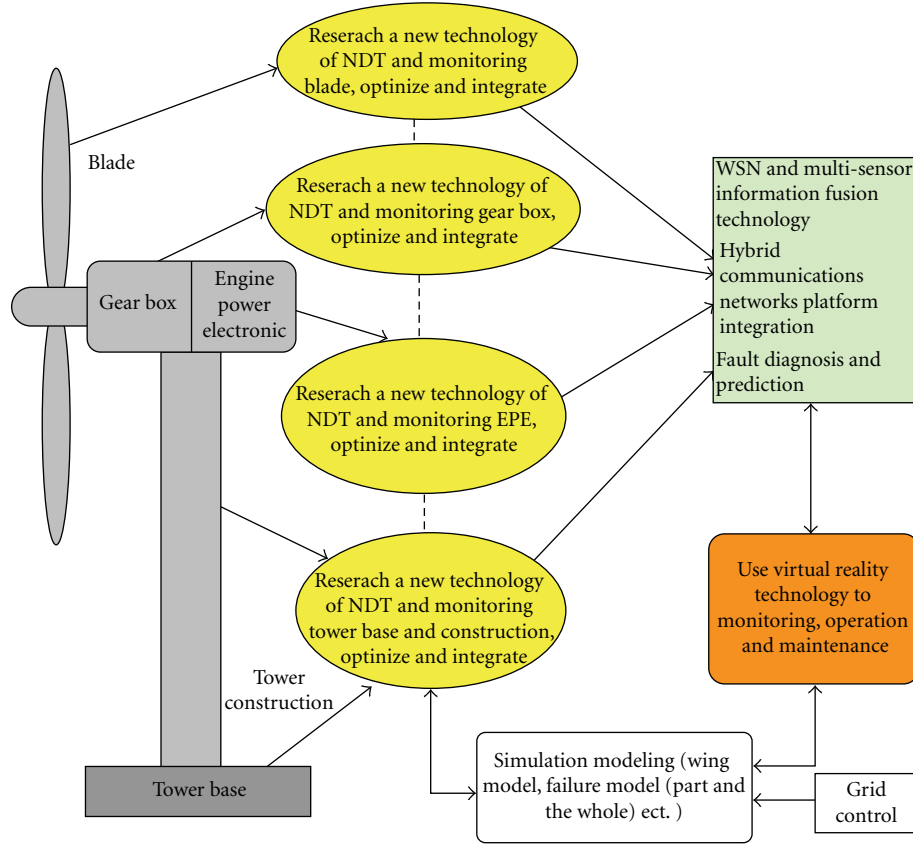 Reserach a new technology
of NDT and monitoring
blade, optinize and integrate
Blade
Reserach a new technology of
NDT and monitoring gear box,
optinize and integrate
WSN and multi-sensor
information fusion
technology
Hybrid
communications
networks platform
integration
Fault diagnosis and
prediction
Gear box
Engine
power
electronic
Reserach a new technology of
NDT and monitoring EPE,
optinize and integrate
Reserach a new technology
of NDT and monitoring
tower base and construction,
optinize and integrate
Use virtual reality
technology to
monitoring, operation
and maintenance
Tower
construction
Tower base
Simulation modeling (wing
model, failure model (part and
the whole) ect. )
Grid
control